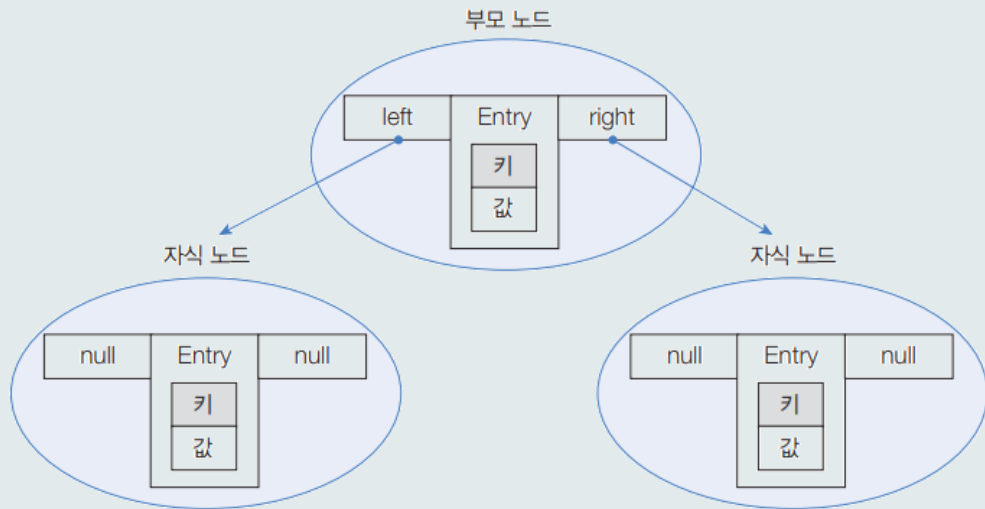 부모 노드
left Entry right
키
값
자식 노드 자식 노드
null Entry null null Entry null
키 키
값 값